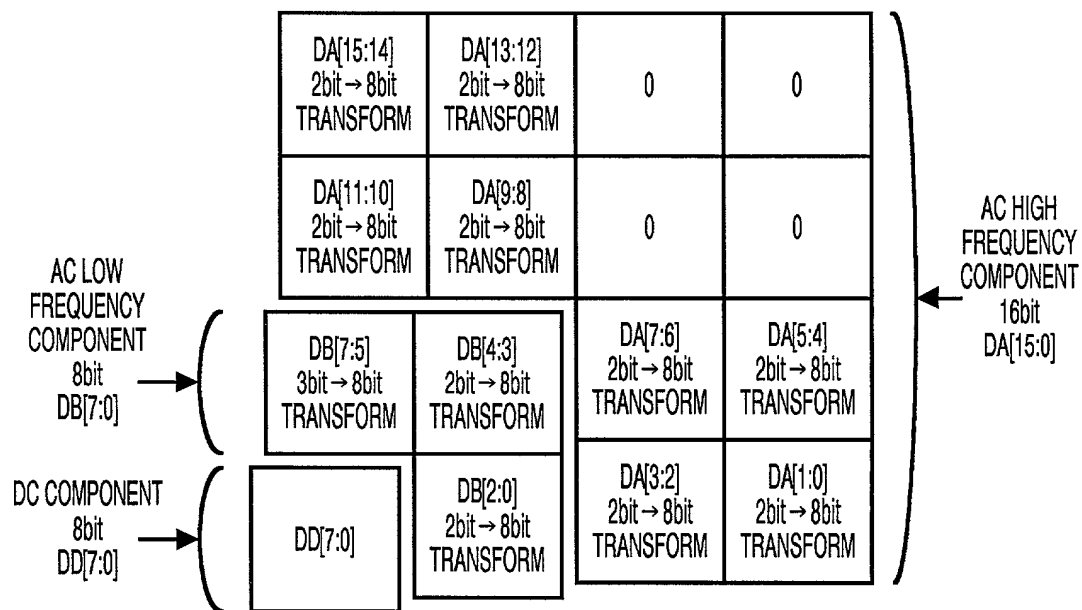 DA[15:14]
2bit→8bit
TRANSFORM
DA[13:12]
2bit→8bit
TRANSFORM
0
0
DA[11:10]
2bit→8bit
TRANSFORM
DA[9:8]
2bit→8bit
TRANSFORM
0
0
AC HIGH
FREQUENCY
COMPONENT
16bit
DA[15:0]
AC LOW
FREQUENCY
COMPONENT
8bit
DB[7:0]
DB[7:5]
3bit→8bit
TRANSFORM
DB[4:3]
2bit→8bit
TRANSFORM
DA[7:6]
2bit→8bit
TRANSFORM
DA[5:4]
2bit→8bit
TRANSFORM
DC COMPONENT
8bit
DD[7:0]
DD[7:0]
DB[2:0]
2bit→8bit
TRANSFORM
DA[3:2]
2bit→8bit
TRANSFORM
DA[1:0]
2bit→8bit
TRANSFORM